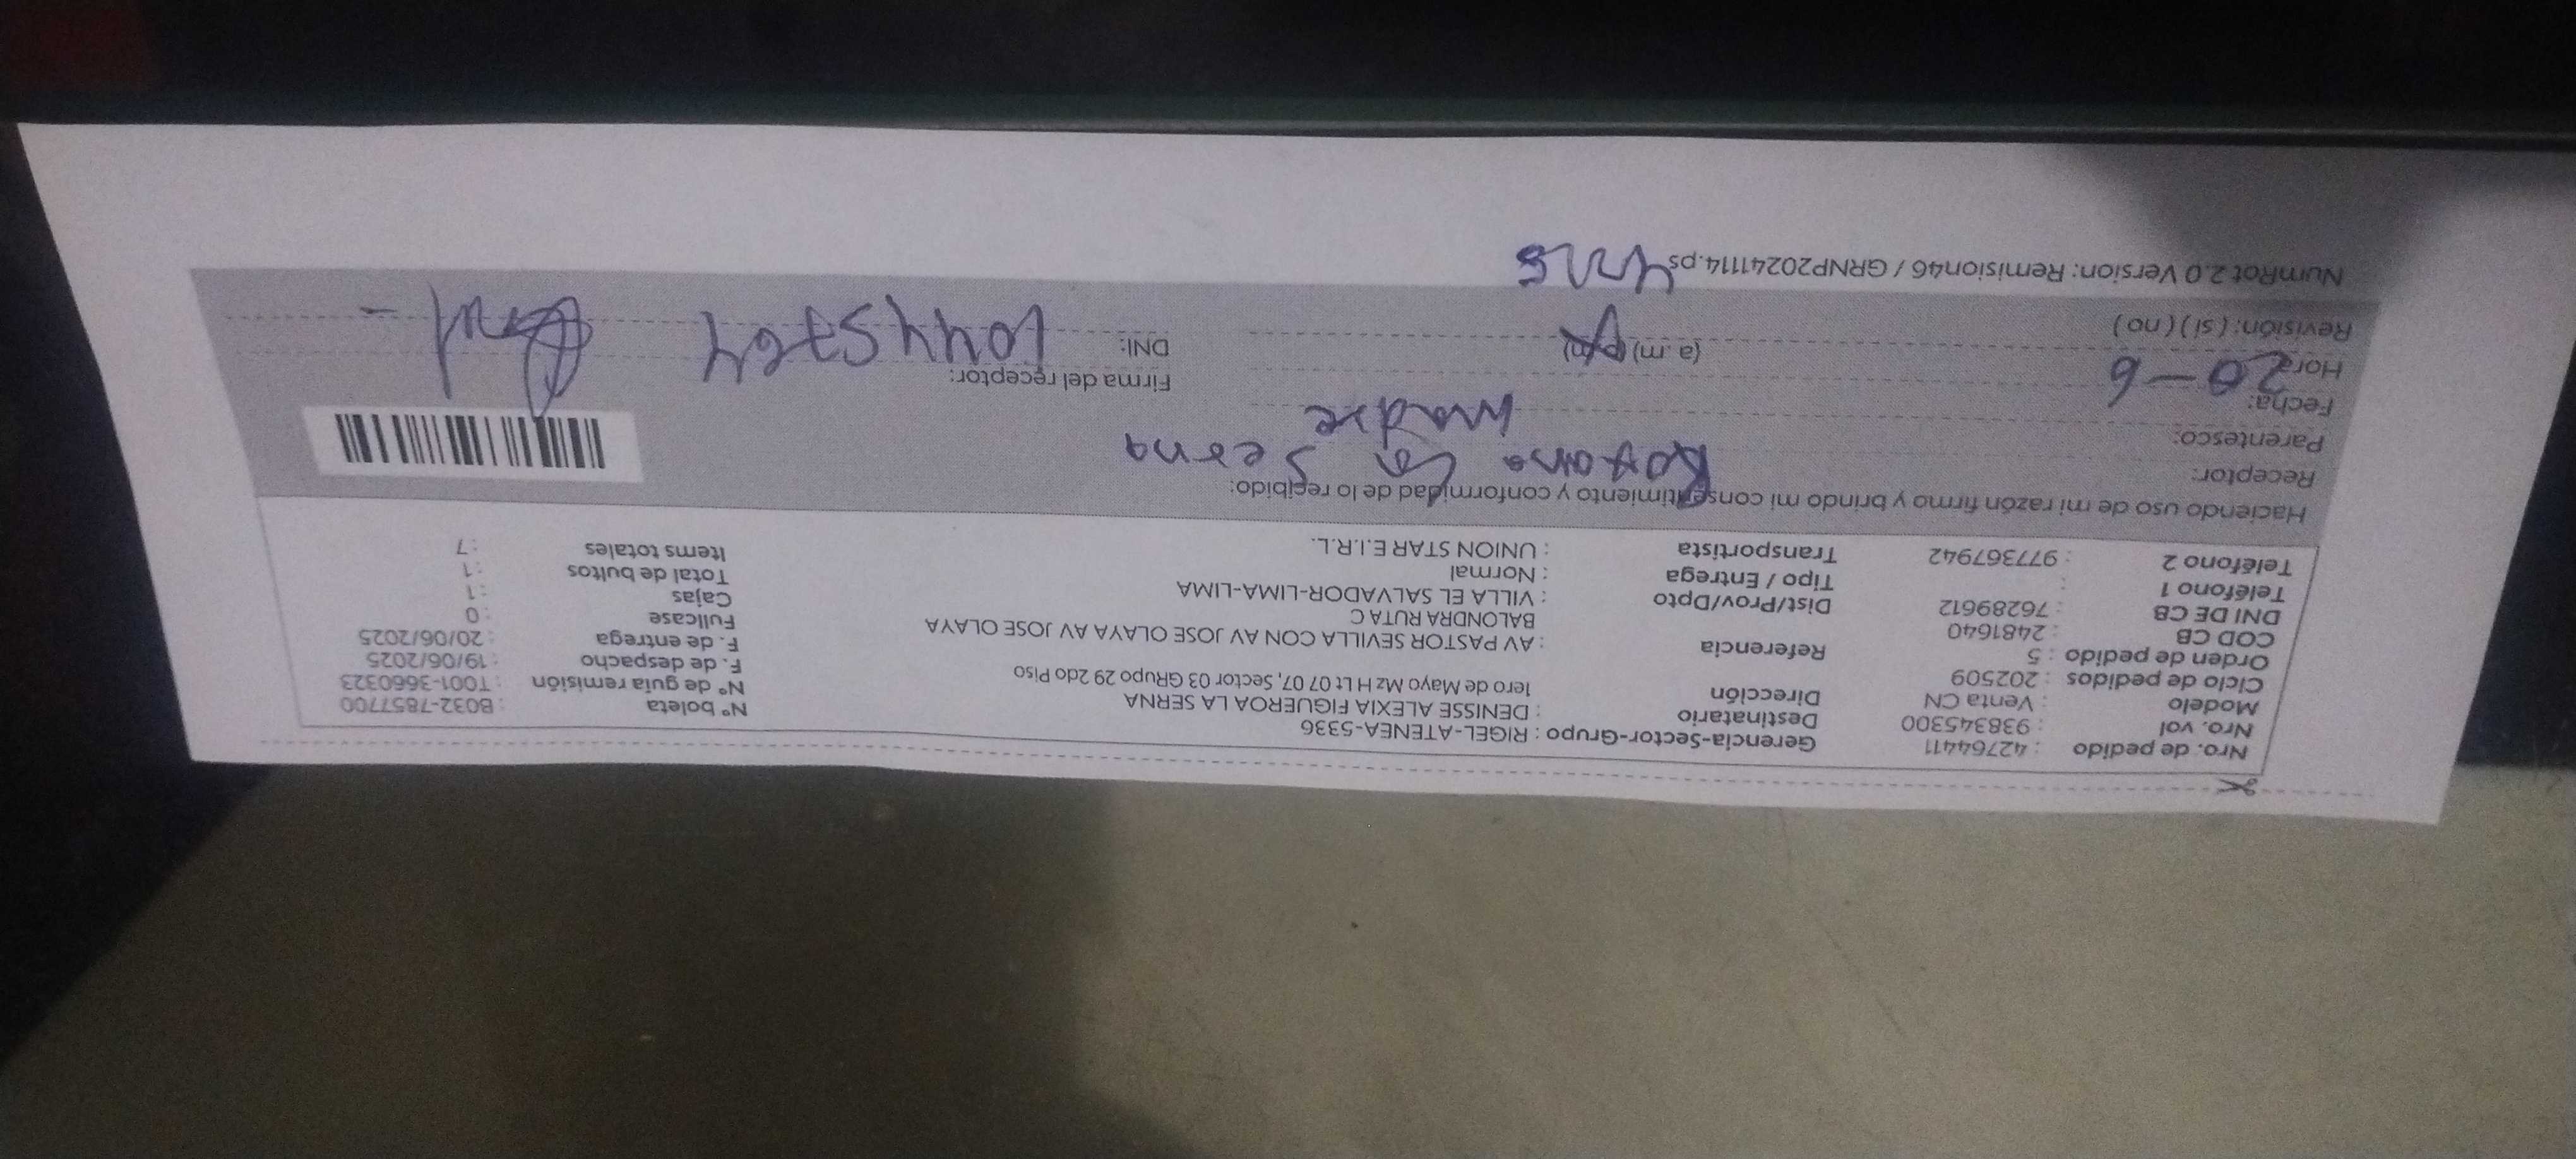 Nro. de pedido : 42764411 Gerencia-Sector-Grupo : RIGEL-ATENEA-5336 N° boleta : B032-7857700
Nro. vol : 938345300 Destinatario : DENISSE ALEXIA FIGUEROA LA SERNA N° de guía remisión : T001-3660323
Modelo : Venta CN Dirección 1ero de Mayo Mz H Lt 07 07, Sector 03 GRupo 29 2do Piso F. de despacho : 19/06/2025
Ciclo de pedidos : 202509 F. de entrega : 20/06/2025
Orden de pedido : 5 Referencia : AV PASTOR SEVILLA CON AV JOSE OLAYA AV JOSE OLAYA Fullcase : 0
COD CB : 2481640 BALONDRA RUTA C Cajas : 1
DNI DE CB : 76289612 Dist/Prov/Dpto : VILLA EL SALVADOR-LIMA-LIMA Total de bultos : 1
Teléfono 1 : Tipo / Entrega : Normal Items totales : 7
Teléfono 2 : 977367942 Transportista : UNION STAR E.I.R.L.
Haciendo uso de mi razón firmo y brindo mi consentimiento y conformidad de lo recibido:
Receptor: Roxana La Serna
Parentesco: Madre
Fecha: 20-6 Firma del receptor:
Hora: (a.m) (p.m) DNI: 10445764
Revisión: ( si ) ( no )
NumRot 2.0 Version: Remision46 / GRNP20241114.ps